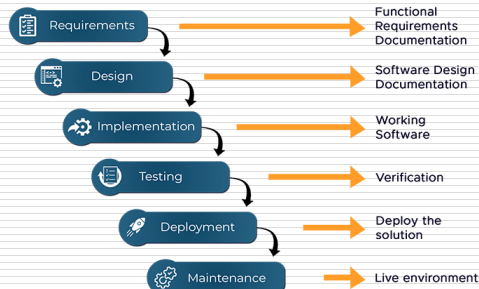 Requirements
Functional
Requirements
Documentation
Design
Software Design
Documentation
Implementation
Working
Software
Testing
Verification
Deployment
Deploy the
solution
Maintenance
Live environment